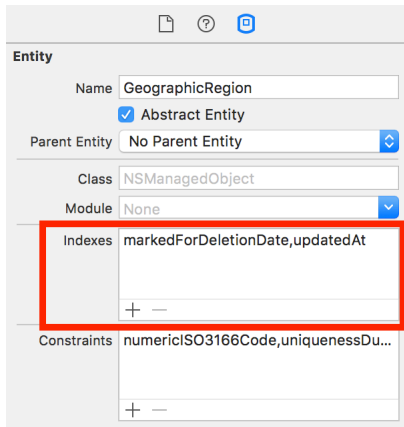 Entity
Name GeographicRegion
Abstract Entity
Parent Entity No Parent Entity
Class NSManagedObject
Module None
Indexes markedForDeletionDate,updatedAt
Constraints numericISO3166Code,uniquenessDu...